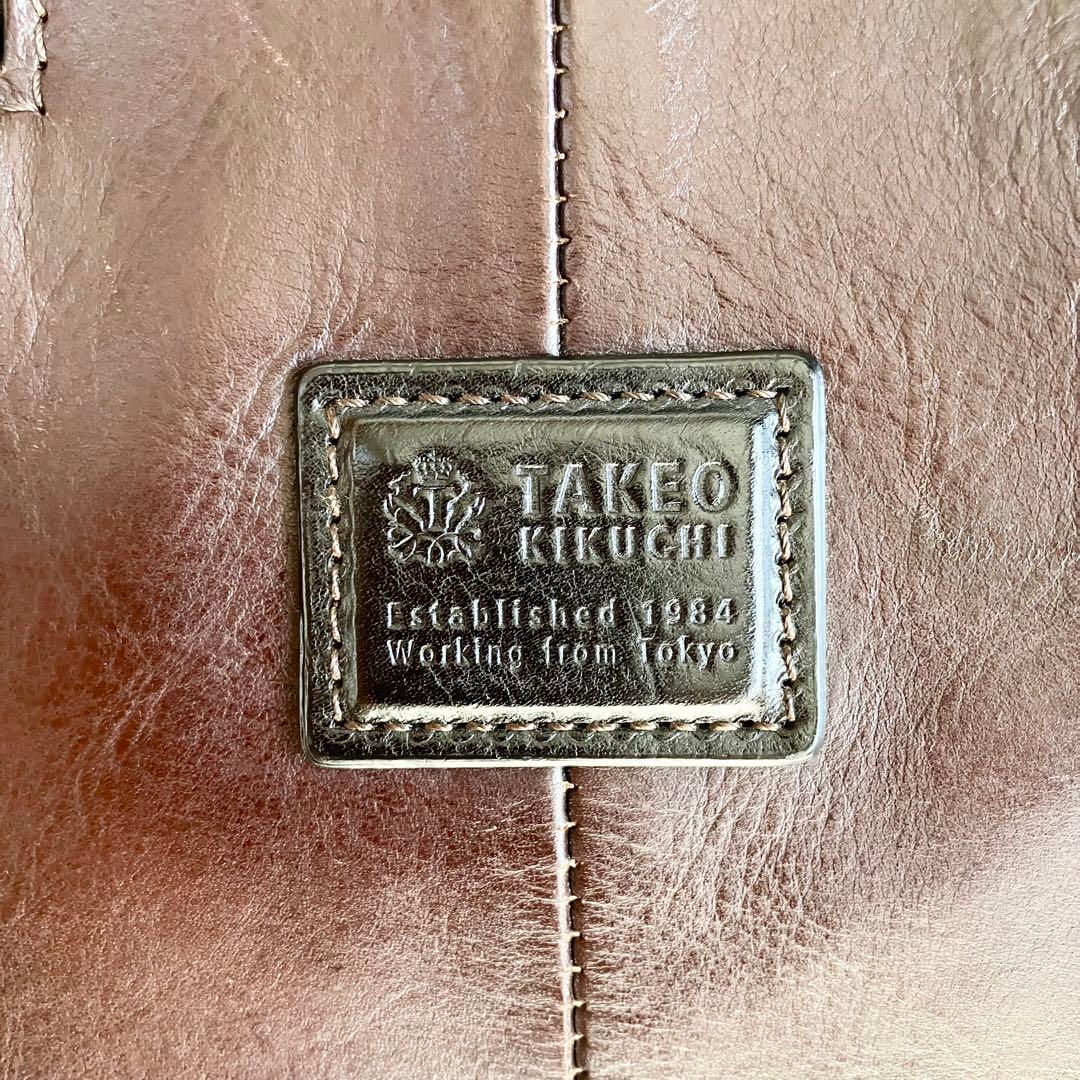 T
TAKEO
KIKUCHI
Established 1984
Working from Tokyo